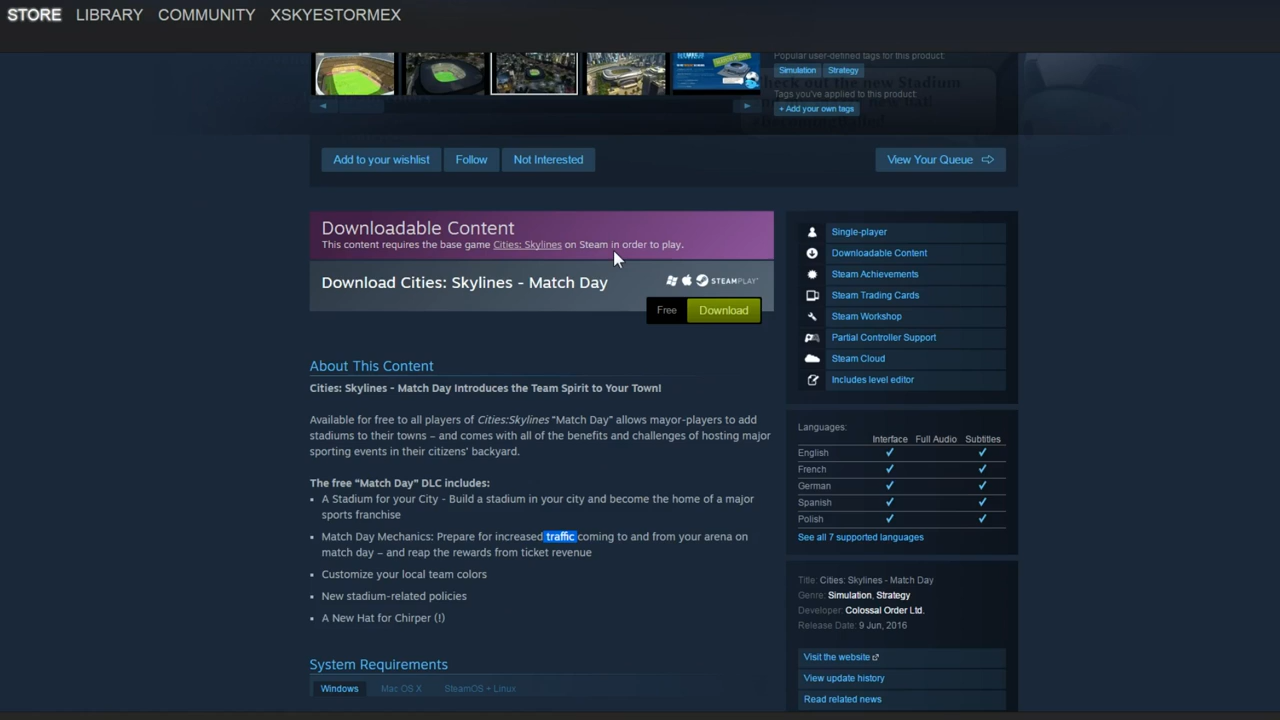 STORE LIBRARY COMMUNITY XSKYESTORMEX
Popular user-defined tags for this product:
Simulation Strategy
Tags you've applied to this product:
+ Add your own tags
Add to your wishlist Follow Not Interested View Your Queue
Downloadable Content
This content requires the base game Cities: Skylines on Steam in order to play.
Download Cities: Skylines - Match Day
STEAMPLAY
Free Download
About This Content
Cities: Skylines - Match Day Introduces the Team Spirit to Your Town!
Available for free to all players of Cities:Skylines "Match Day" allows mayor-players to add
stadiums to their towns – and comes with all of the benefits and challenges of hosting major
sporting events in their citizens' backyard.
The free "Match Day" DLC includes:
A Stadium for your City - Build a stadium in your city and become the home of a major
sports franchise
Match Day Mechanics: Prepare for increased traffic coming to and from your arena on
match day – and reap the rewards from ticket revenue
Customize your local team colors
New stadium-related policies
A New Hat for Chirper (!)
System Requirements
Windows Mac OS X SteamOS + Linux
Single-player
Downloadable Content
Steam Achievements
Steam Trading Cards
Steam Workshop
Partial Controller Support
Steam Cloud
Includes level editor
Languages:
Interface Full Audio Subtitles
English ✓ ✓
French ✓ ✓
German ✓ ✓
Spanish ✓ ✓
Polish ✓ ✓
See all 7 supported languages
Title: Cities: Skylines - Match Day
Genre: Simulation, Strategy
Developer: Colossal Order Ltd.
Release Date: 9 Jun, 2016
Visit the website
View update history
Read related news